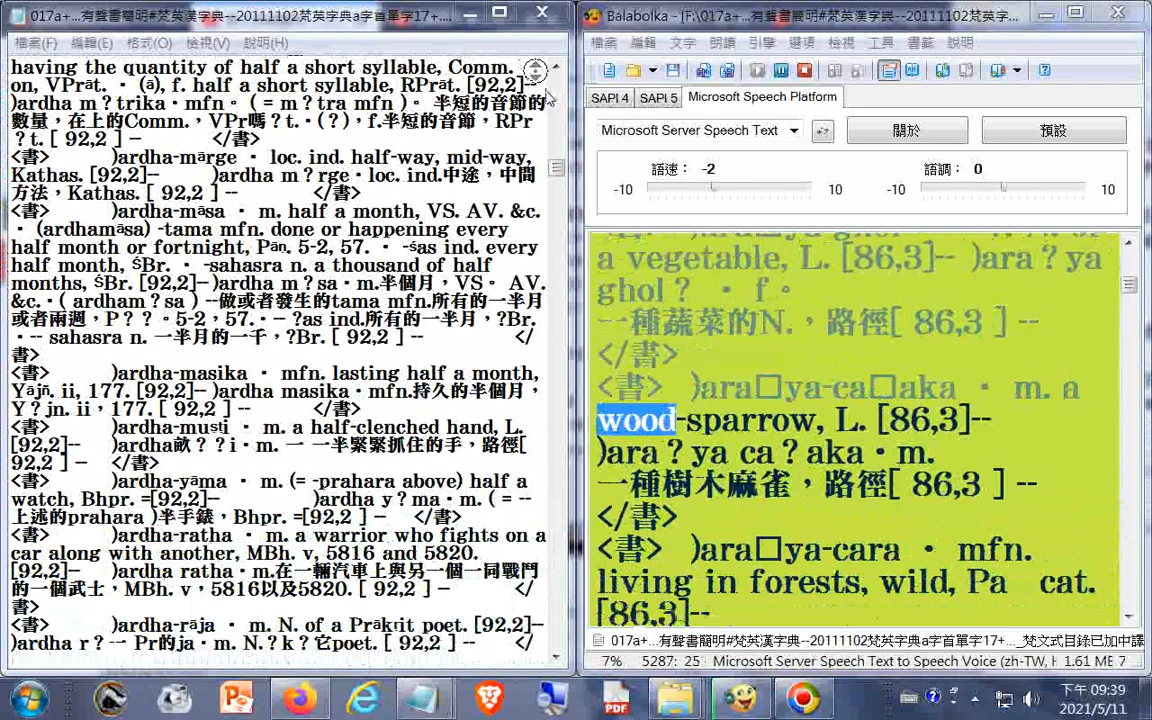 017a+...有聲書簡明#梵英漢字典--20111102梵英字典a字首單字17+...
檔案(F) 編輯(E) 格式(O) 檢視(V) 說明(H)
having the quantity of half a short syllable, Comm.
on, VPrāt. · (ā), f. half a short syllable, RPrāt. [92,2]--
)ardha m？trika·mfn。 ( = m？tra mfn )。 半短的音節的
數量，在上的Comm.，VPr嗎？t.·(？)，f.半短的音節，RPr
？t. [ 92,2 ] -- </書>
<書> )ardha-mārge · loc. ind. half-way, mid-way,
Kathas. [92,2]-- )ardha m？rge·loc. ind.中途，中間
方法，Kathas. [ 92,2 ] -- </書>
<書> )ardha-māsa · m. half a month, VS. AV. &c.
· (ardhamāsa) -tama mfn. done or happening every
half month or fortnight, Pāṇ. 5-2, 57. · -śas ind. every
half month, ŚBr. · -sahasra n. a thousand of half
months, ŚBr. [92,2]-- )ardha m？sa·m.半個月，VS。 AV.
&c.·( ardham？sa ) --做或者發生的tama mfn.所有的一半月
或者兩週，P？？。5-2，57.·－ ？as ind.所有的一半月，?Br.
·-- sahasra n. 一半月的一千，?Br. [ 92,2 ] -- </
書>
<書> )ardha-masika · mfn. lasting half a month,
Yājñ. ii, 177. [92,2]-- )ardha masika·mfn.持久的半個月，
Y？jn. ii，177. [ 92,2 ] -- </書>
<書> )ardha-muṣṭi · m. a half-clenched hand, L.
[92,2]-- )ardha畝？？i·m. 一 一半緊緊抓住的手，路徑[
92,2 ] -- </書>
<書> )ardha-yāma · m. (= -prahara above) half a
watch, Bhpr. =[92,2]-- )ardha y？ma·m. ( = --
上述的prahara )半手錶，Bhpr. =[92,2 ] -- </書>
<書> )ardha-ratha · m. a warrior who fights on a
car along with another, MBh. v, 5816 and 5820.
[92,2]-- )ardha ratha·m.在一輛汽車上與另一個一同戰鬥
的一個武士，MBh. v，5816以及5820. [ 92,2 ] -- </
書>
<書> )ardha-rāja · m. N. of a Prākrit poet. [92,2]--
)ardha r？一 Pr的ja·m. N.？k？它poet. [ 92,2 ] -- </
Balabolka - [F:\017a+...有聲書簡明#梵英漢字典--20111102梵英字...
檔案 編輯 文字 朗讀 引擎 選項 檢視 工具 書籤 說明
SAPI 4 SAPI 5 Microsoft Speech Platform
Microsoft Server Speech Text 關於 預設
語速： -2 語調： 0
-10 10 -10 10
a vegetable, L. [86,3]-- )ara？ya
ghol？ · f。
一種蔬菜的N.，路徑[ 86,3 ] --
</書>
<書> )ara□ya-ca□aka · m. a
wood-sparrow, L. [86,3]--
)ara？ya ca？aka·m.
一種樹木麻雀，路徑[ 86,3 ] --
</書>
<書> )ara□ya-cara · mfn.
living in forests, wild, Pa cat.
[86,3]--
017a+...有聲書簡明#梵英漢字典--20111102梵英字典a字首單字17+..._梵文式目錄已加中譯
7% 5287: 25 Microsoft Server Speech Text to Speech Voice (zh-TW, H 1.61 ME 7
下午 09:39
2021/5/11